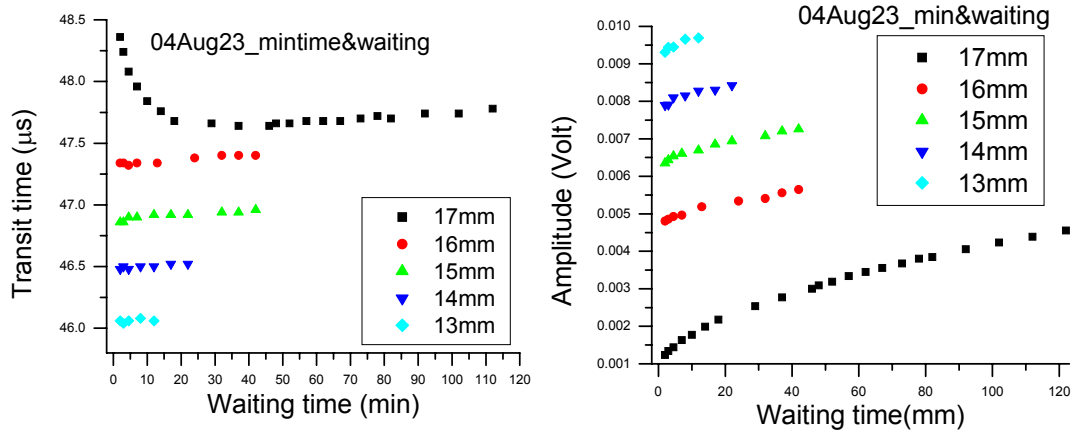 04Aug23_mintime&waiting
48.5
48.0
47.5
47.0
46.5
46.0
Transit time (µs)
17mm
16mm
15mm
14mm
13mm
0 10 20 30 40 50 60 70 80 90 100 110 120
Waiting time (min)
04Aug23_min&waiting
0.010
0.009
0.008
0.007
0.006
0.005
0.004
0.003
0.002
0.001
Amplitude (Volt)
17mm
16mm
15mm
14mm
13mm
0 20 40 60 80 100 120
Waiting time(mm)